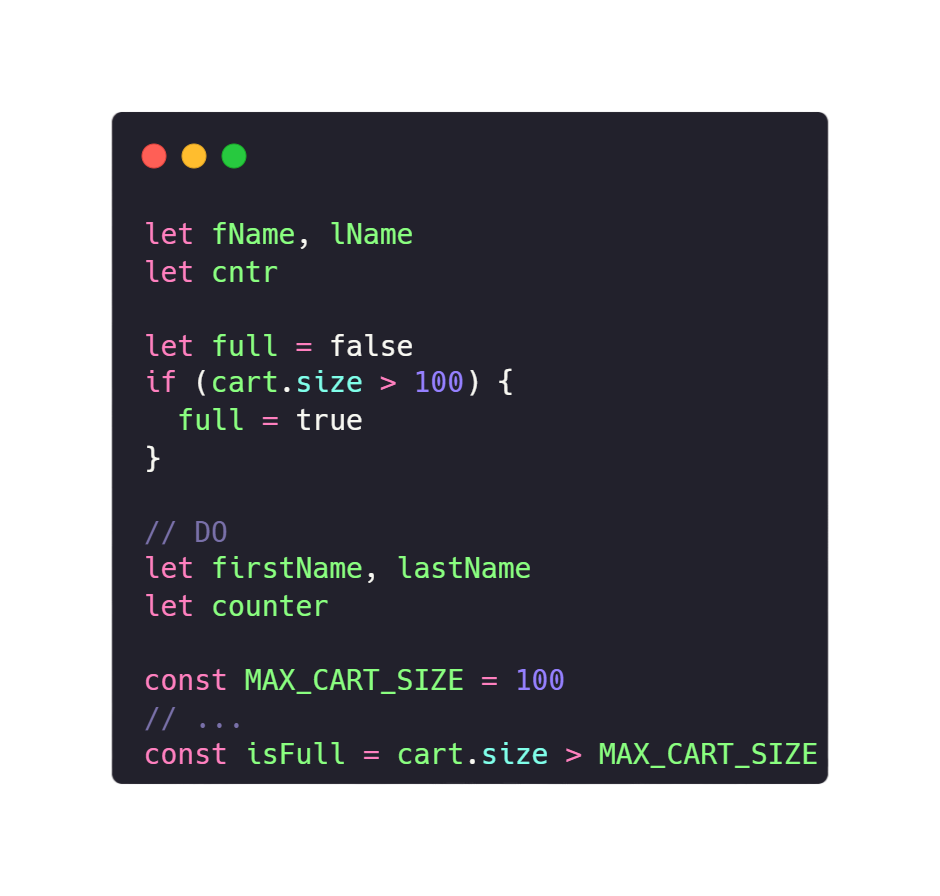 let fName, lName
let cntr

let full = false
if (cart.size > 100) {
  full = true
}

// DO
let firstName, lastName
let counter

const MAX_CART_SIZE = 100
// ...
const isFull = cart.size > MAX_CART_SIZE